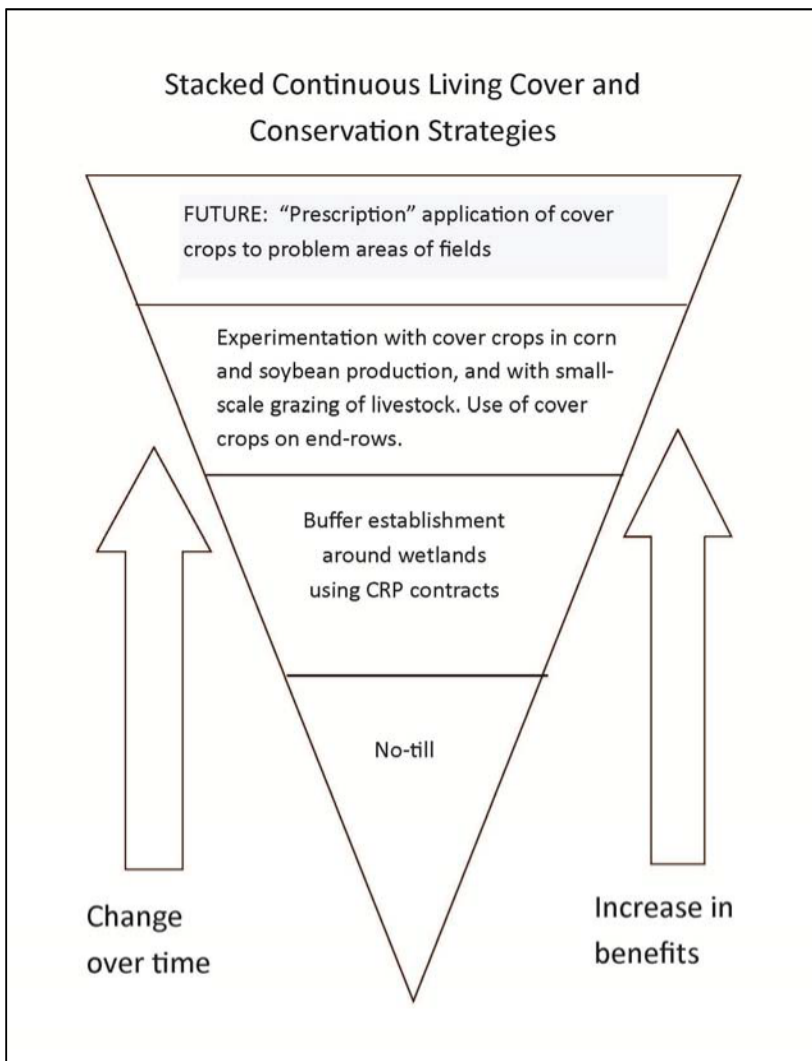 Stacked Continuous Living Cover and
Conservation Strategies
FUTURE: “Prescription” application of cover
crops to problem areas of fields
Experimentation with cover crops in corn
and soybean production, and with small-
scale grazing of livestock. Use of cover
crops on end-rows.
Buffer establishment
around wetlands
using CRP contracts
No-till
Change
over time
Increase in
benefits